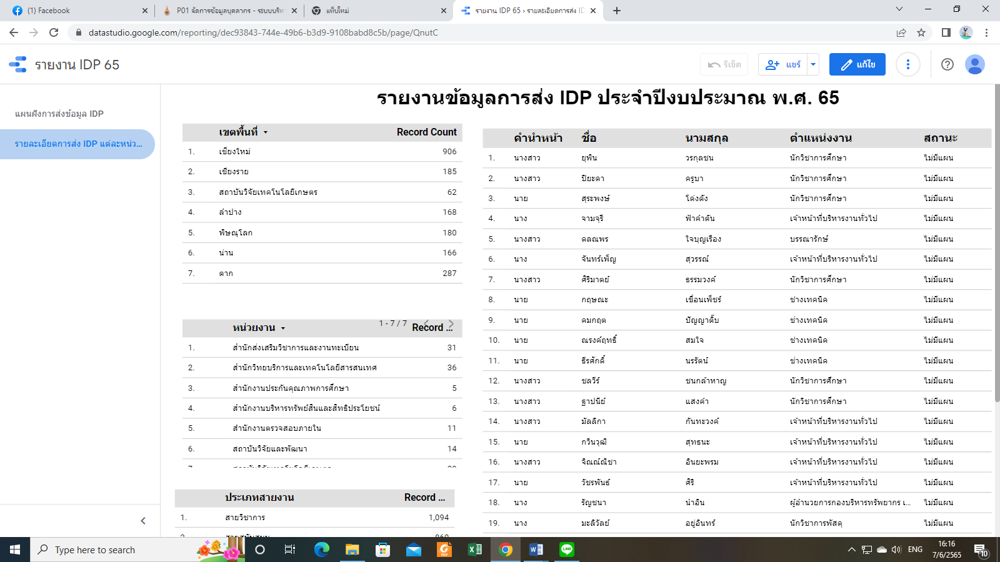 (1) Facebook
P01 จัดการข้อมูลบุคลากร - ระบบบริหา
แท็บใหม่
รายงาน IDP 65 › รายละเอียดการส่ง ID
datastudio.google.com/reporting/dec93843-744e-49b6-b3d9-9108babd8c5b/page/QnutC
รายงาน IDP 65
รีเซ็ต
แชร์
แก้ไข
แผนผังการส่งข้อมูล IDP
รายละเอียดการส่ง IDP แต่ละหน่ว...
รายงานข้อมูลการส่ง IDP ประจำปีงบประมาณ พ.ศ. 65
เขตพื้นที่ Record Count
1. เชียงใหม่ 906
2. เชียงราย 185
3. สถาบันวิจัยเทคโนโลยีเกษตร 62
4. ลำปาง 168
5. พิษณุโลก 180
6. น่าน 166
7. ตาก 287
1 - 7 / 7
หน่วยงาน Record ...
1. สำนักส่งเสริมวิชาการและงานทะเบียน 31
2. สำนักวิทยบริการและเทคโนโลยีสารสนเทศ 36
3. สำนักงานประกันคุณภาพการศึกษา 5
4. สำนักงานบริหารทรัพย์สินและสิทธิประโยชน์ 6
5. สำนักงานตรวจสอบภายใน 11
6. สถาบันวิจัยและพัฒนา 14
ประเภทสายงาน Record ...
1. สายวิชาการ 1,094
คำนำหน้า ชื่อ นามสกุล ตำแหน่งงาน สถานะ
1. นางสาว ยุพิน วรกุลชน นักวิชาการศึกษา ไม่มีแผน
2. นางสาว ปิยะดา ครูบา นักวิชาการศึกษา ไม่มีแผน
3. นาย สุระพงษ์ โด่งดัง นักวิชาการศึกษา ไม่มีแผน
4. นาง จามจุรี ฟ้าคำตัน เจ้าหน้าที่บริหารงานทั่วไป ไม่มีแผน
5. นางสาว ดลณพร ใจบุญเรือง บรรณารักษ์ ไม่มีแผน
6. นาง จันทร์เพ็ญ สุวรรณ์ เจ้าหน้าที่บริหารงานทั่วไป ไม่มีแผน
7. นางสาว ศิริมาตย์ ธรรมวงค์ นักวิชาการศึกษา ไม่มีแผน
8. นาย กฤษณะ เขื่อนเพ็ชร์ ช่างเทคนิค ไม่มีแผน
9. นาย คมกฤต ปัญญาติ๊บ ช่างเทคนิค ไม่มีแผน
10. นาย ณรงค์ฤทธิ์ สมใจ ช่างเทคนิค ไม่มีแผน
11. นาย ธีรศักดิ์ นรรัตน์ ช่างเทคนิค ไม่มีแผน
12. นางสาว ชลวีร์ ชนกล้าหาญ นักวิชาการศึกษา ไม่มีแผน
13. นางสาว ฐาปนีย์ แสงคำ นักวิชาการศึกษา ไม่มีแผน
14. นางสาว มัลลิกา กันทะวงค์ เจ้าหน้าที่บริหารงานทั่วไป ไม่มีแผน
15. นาย กวินวุฒิ สุทธนะ เจ้าหน้าที่บริหารงานทั่วไป ไม่มีแผน
16. นางสาว จิณณ์ณิชา อินยะพรม เจ้าหน้าที่บริหารงานทั่วไป ไม่มีแผน
17. นาย วัชรพันธ์ ศิริ เจ้าหน้าที่บริหารงานทั่วไป ไม่มีแผน
18. นาง รัญชนา นำอิน ผู้อำนวยการกองบริหารทรัพยากร เ... ไม่มีแผน
19. นาง มะลิวัลย์ อยู่อินทร์ นักวิชาการพัสดุ ไม่มีแผน
Type here to search
ENG
16:16
7/6/2565
10